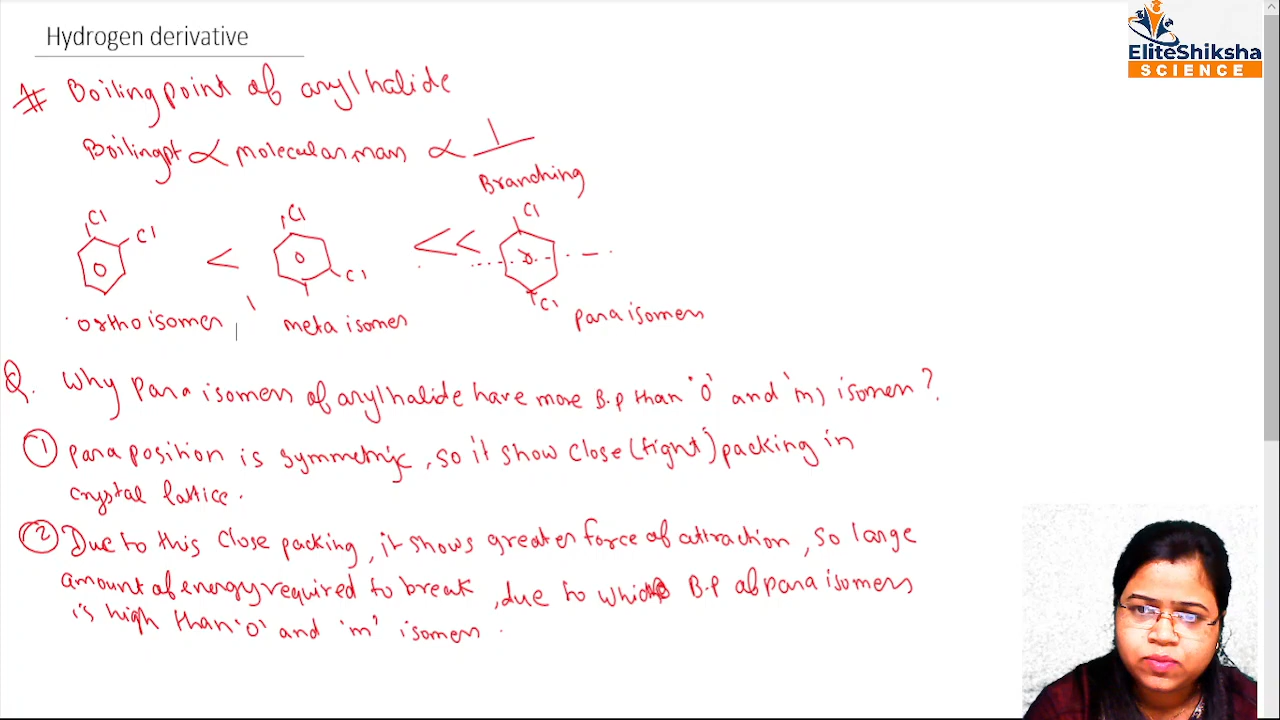 Hydrogen derivative
EliteShiksha
SCIENCE
# Boiling point of aryl halide
Boiling pt ∝ molecular mass ∝ 1
Branching
Cl Cl Cl
Cl < << 
Cl
Cl
ortho isomer meta isomer para isomers
Q. Why para isomers of aryl halide have more B.P than 'o' and 'm' isomer?
① Para position is symmetric, so it show close (tight) packing in
crystal lattice.
② Due to this close packing, it shows greater force of attraction, so large
amount of energy required to break, due to which B.P of para isomers
is high than 'o' and 'm' isomers.